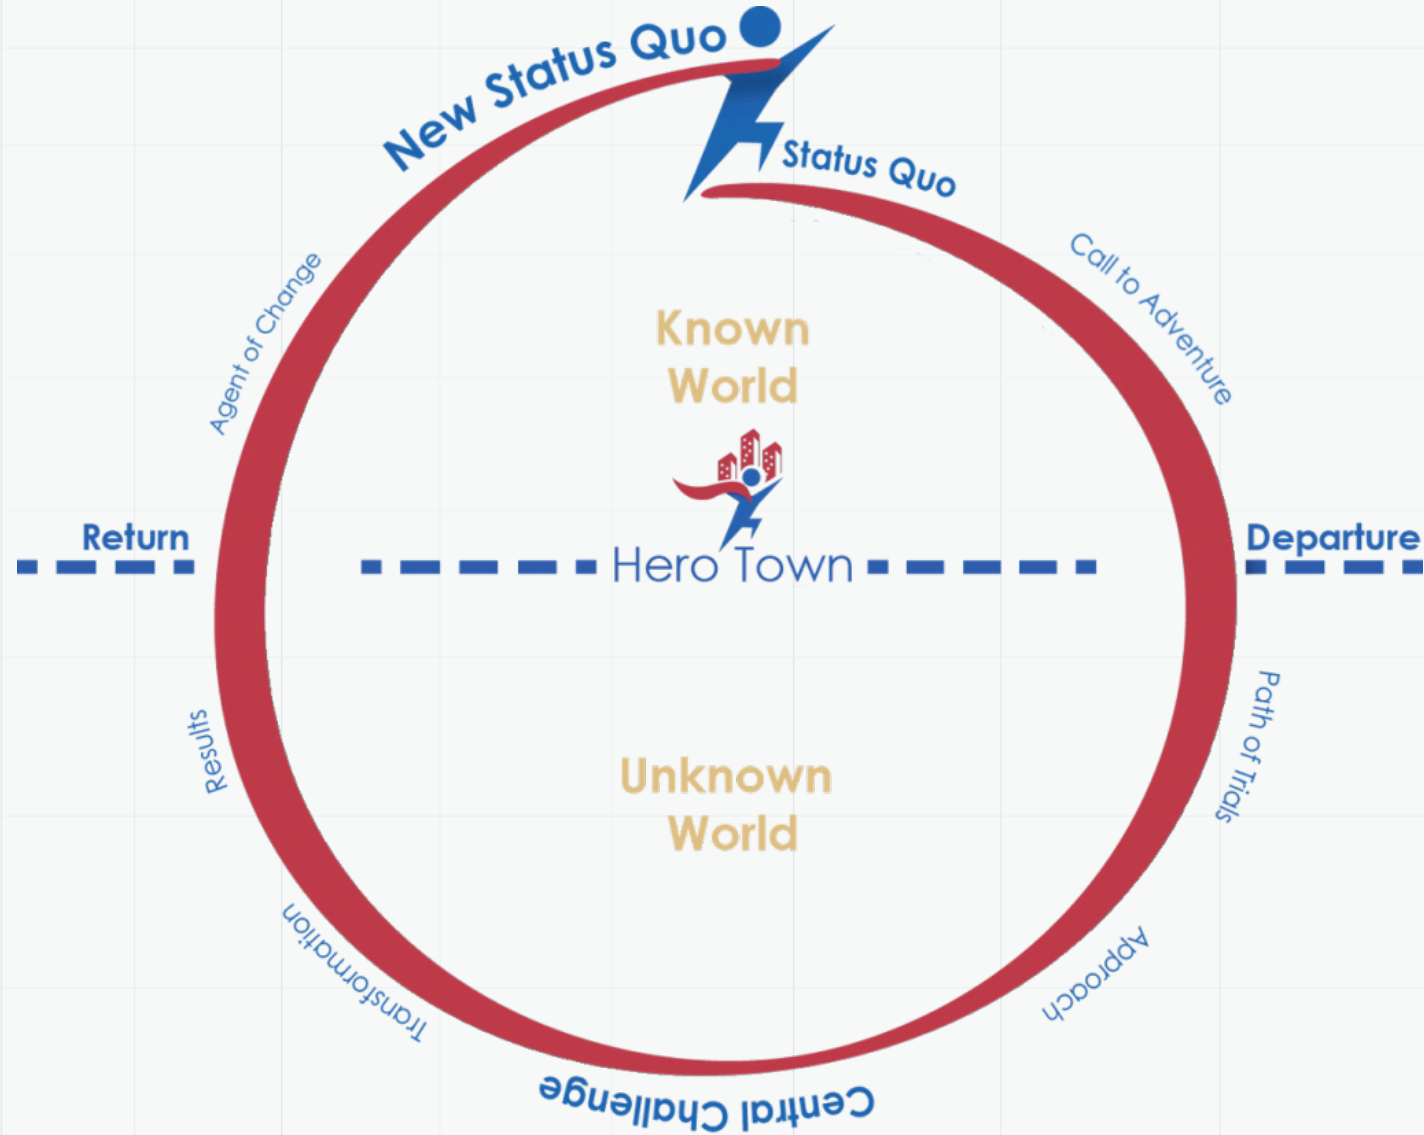 New Status Quo
Status Quo
Call to Adventure
Agent of Change
Known
World
Return
Departure
Hero Town
Path of Trials
Results
Unknown
World
Approach
Transformation
Central Challenge